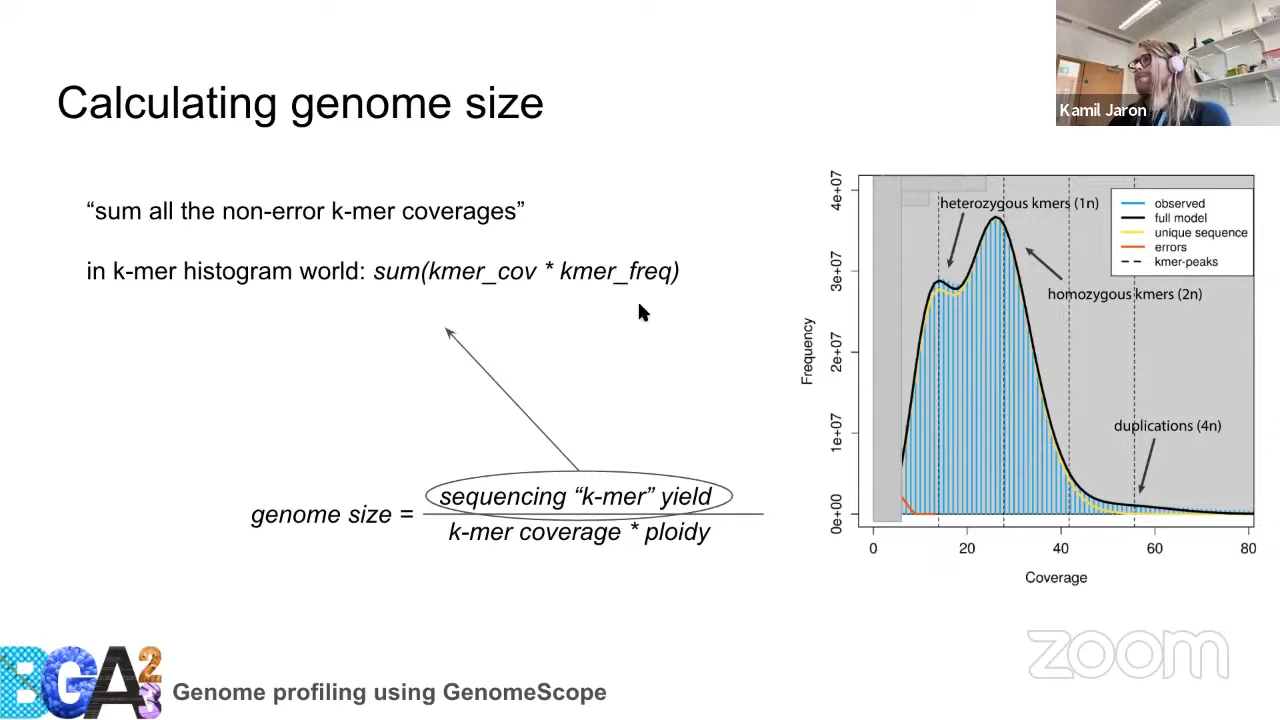 Kamil Jaron
Calculating genome size
“sum all the non-error k-mer coverages”
in k-mer histogram world: sum(kmer_cov * kmer_freq)
genome size =
sequencing “k-mer” yield
k-mer coverage * ploidy
heterozygous kmers (1n)
homozygous kmers (2n)
duplications (4n)
observed
full model
unique sequence
errors
kmer-peaks
Frequency
4e+07
3e+07
2e+07
1e+07
0e+00
0 20 40 60 80
Coverage
zoom
BGA23
Genome profiling using GenomeScope